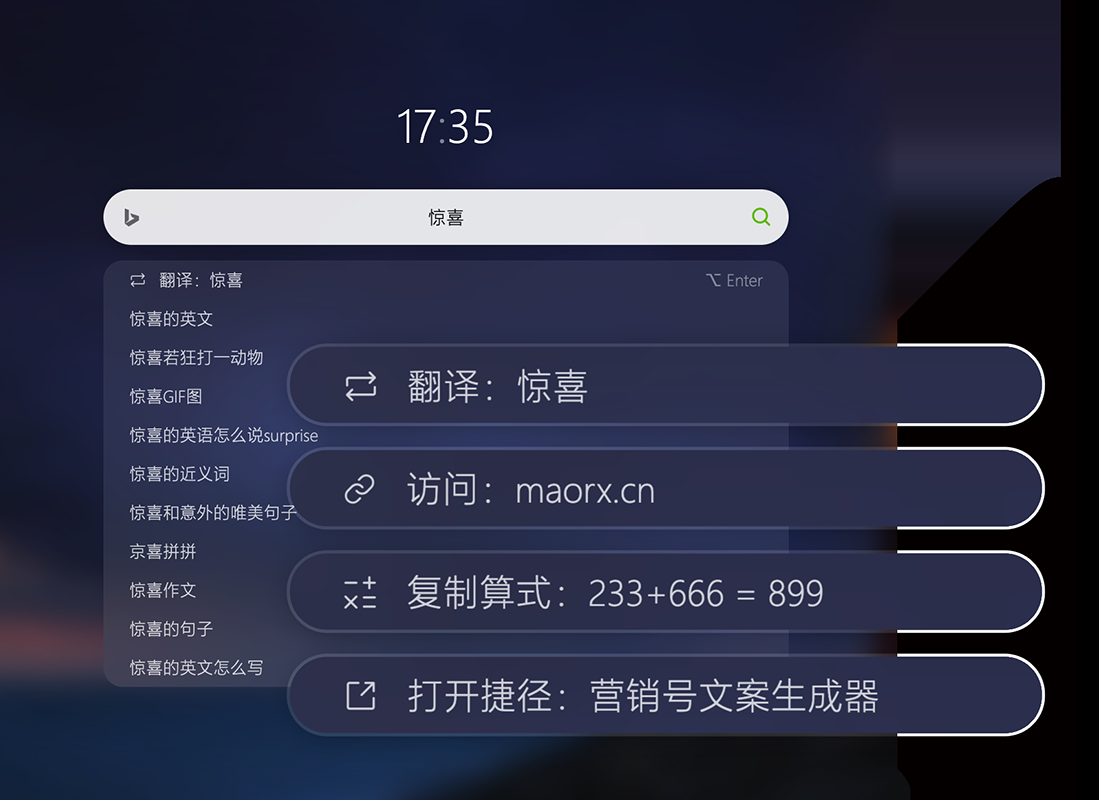 17:35
惊喜
翻译：惊喜 ⌥ Enter
惊喜的英文
惊喜若狂打一动物
惊喜GIF图
惊喜的英语怎么说surprise
惊喜的近义词
惊喜和意外的唯美句子
京喜拼拼
惊喜作文
惊喜的句子
惊喜的英文怎么写
翻译：惊喜
访问：maorx.cn
复制算式：233+666 = 899
打开捷径：营销号文案生成器